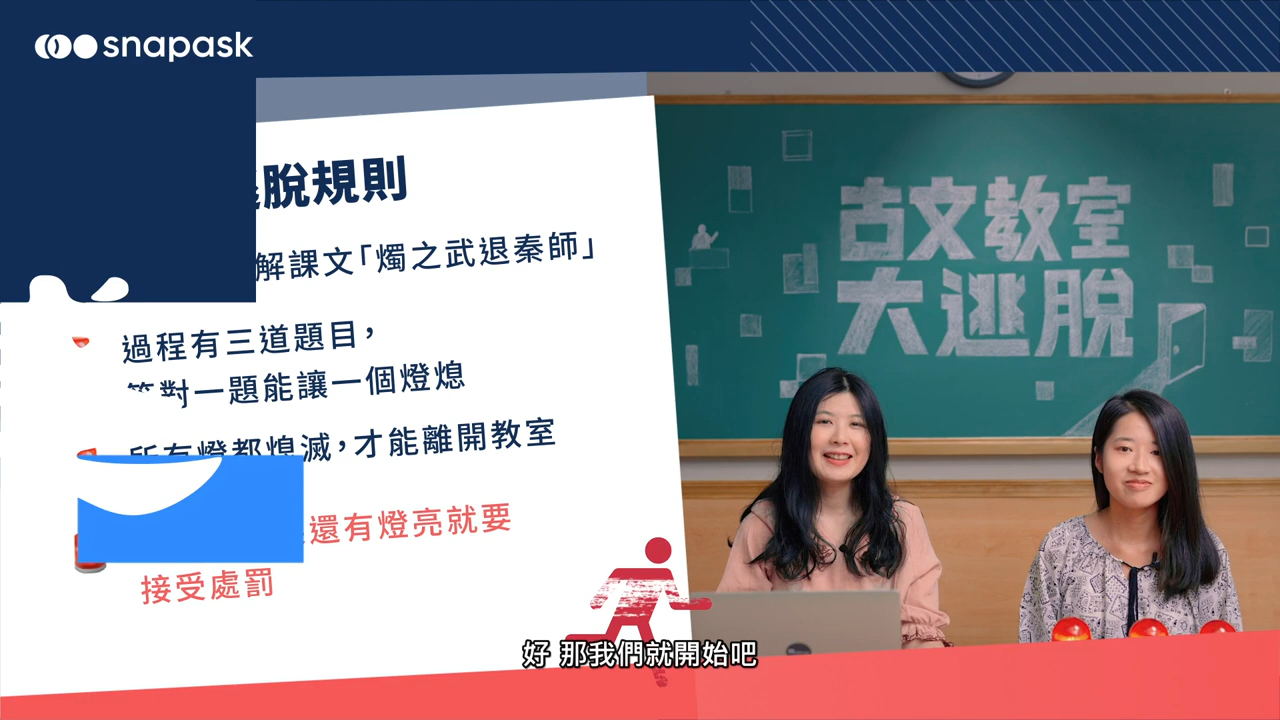 snapask
脫規則
解課文「燭之武退秦師」
過程有三道題目，
對一題能讓一個燈熄
所有燈都熄滅，才能離開教室
還有燈亮就要
接受處罰
古文教室
大逃脫
好 那我們就開始吧